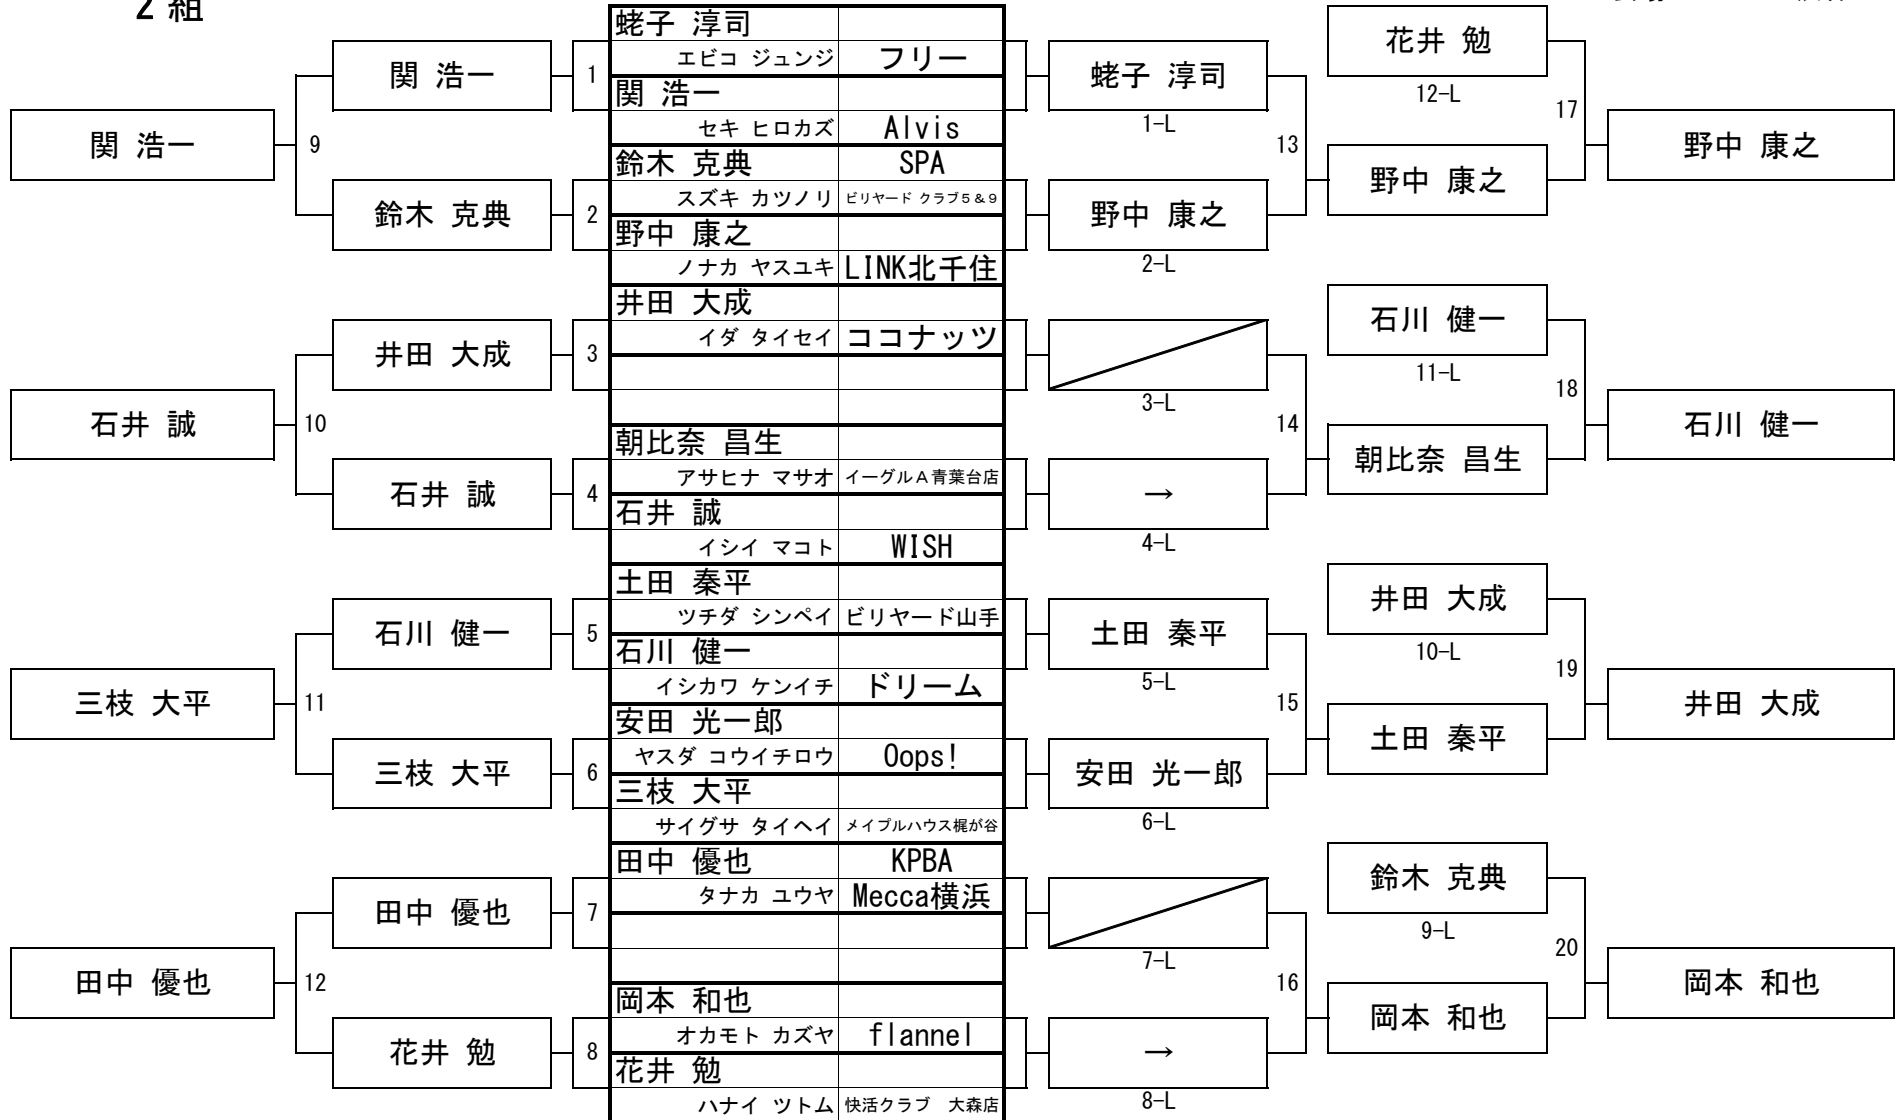 2 組
蛯子 淳司
エビコ ジュンジ フリー
関 浩一
セキ ヒロカズ Alvis
鈴木 克典 SPA
スズキ カツノリ ビリヤード クラブ5&9
野中 康之
ノナカ ヤスユキ LINK北千住
井田 大成
イダ タイセイ ココナッツ
朝比奈 昌生
アサヒナ マサオ イーグルA青葉台店
石井 誠
イシイ マコト WISH
土田 秦平
ツチダ シンペイ ビリヤード山手
石川 健一
イシカワ ケンイチ ドリーム
安田 光一郎
ヤスダ コウイチロウ Oops!
三枝 大平
サイグサ タイヘイ メイプルハウス梶が谷
田中 優也 KPBA
タナカ ユウヤ Mecca横浜
岡本 和也
オカモト カズヤ flannel
花井 勉
ハナイ ツトム 快活クラブ 大森店
関 浩一 1
鈴木 克典 2
井田 大成 3
石井 誠 4
石川 健一 5
三枝 大平 6
田中 優也 7
花井 勉 8
関 浩一 9
石井 誠 10
三枝 大平 11
田中 優也 12
蛯子 淳司
1-L
野中 康之
2-L
3-L
→
4-L
土田 秦平
5-L
安田 光一郎
6-L
7-L
→
8-L
13
14
15
16
花井 勉
12-L
野中 康之
石川 健一
11-L
朝比奈 昌生
井田 大成
10-L
土田 秦平
鈴木 克典
9-L
岡本 和也
17 野中 康之
18 石川 健一
19 井田 大成
20 岡本 和也